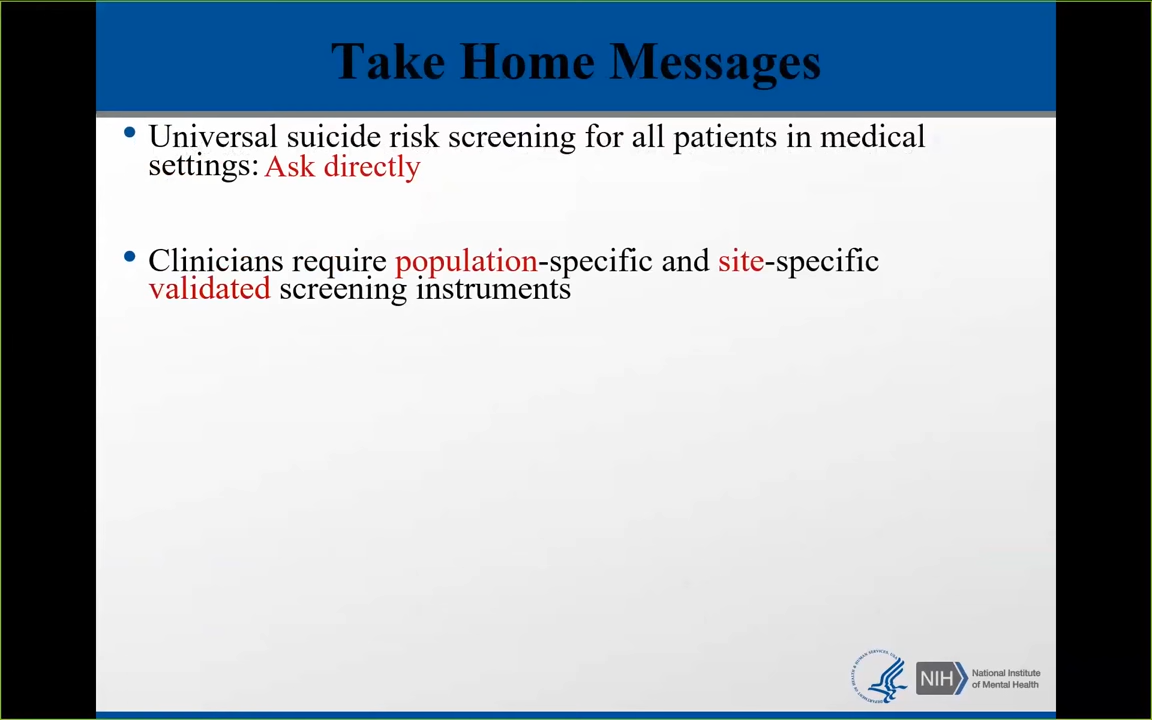 Take Home Messages
• Universal suicide risk screening for all patients in medical
settings: Ask directly
• Clinicians require population-specific and site-specific
validated screening instruments
NIH
National Institute
of Mental Health